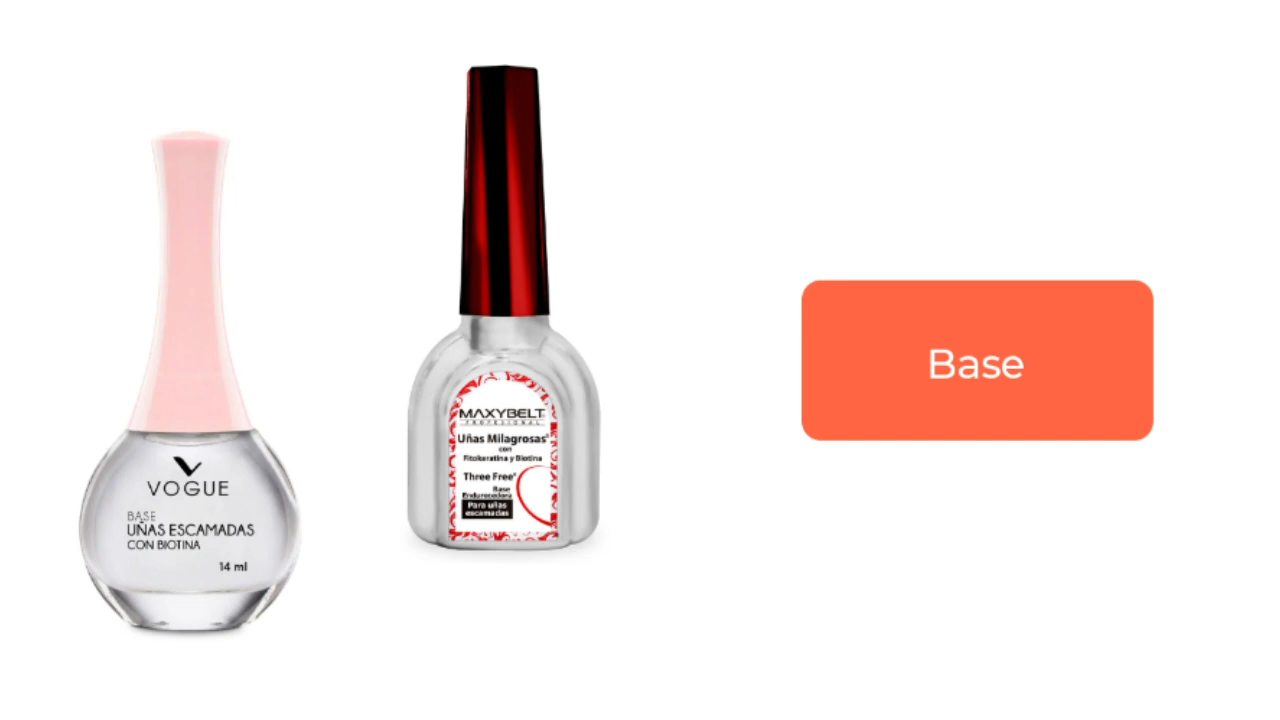 VOGUE
BASE
UÑAS ESCAMADAS
CON BIOTINA
14 ml
MAXYBELT
PROFESIONAL
Uñas Milagrosas®
con
Fitokeratina y Biotina
Three Free®
Base
Endurecedora
Para uñas
escamadas
Base